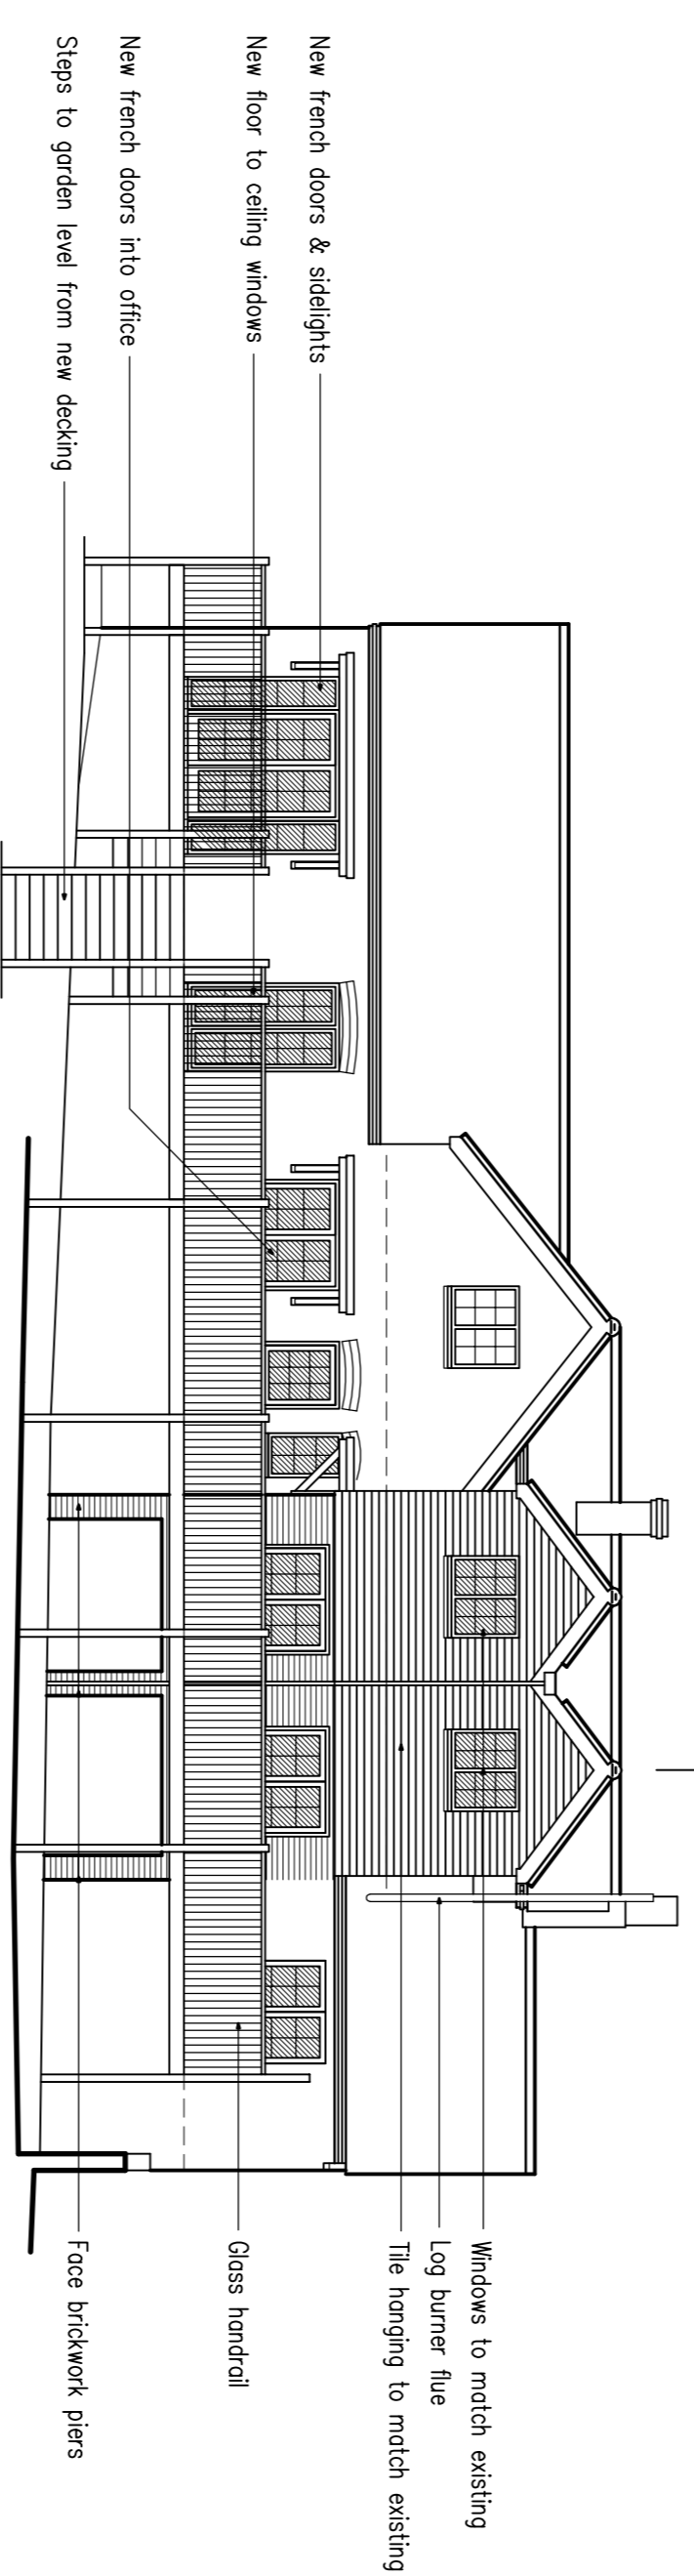 New french doors & sidelights
New floor to ceiling windows
New french doors into office
Steps to garden level from new decking
Windows to match existing
Log burner flue
Tile hanging to match existing
Glass handrail
Face brickwork piers